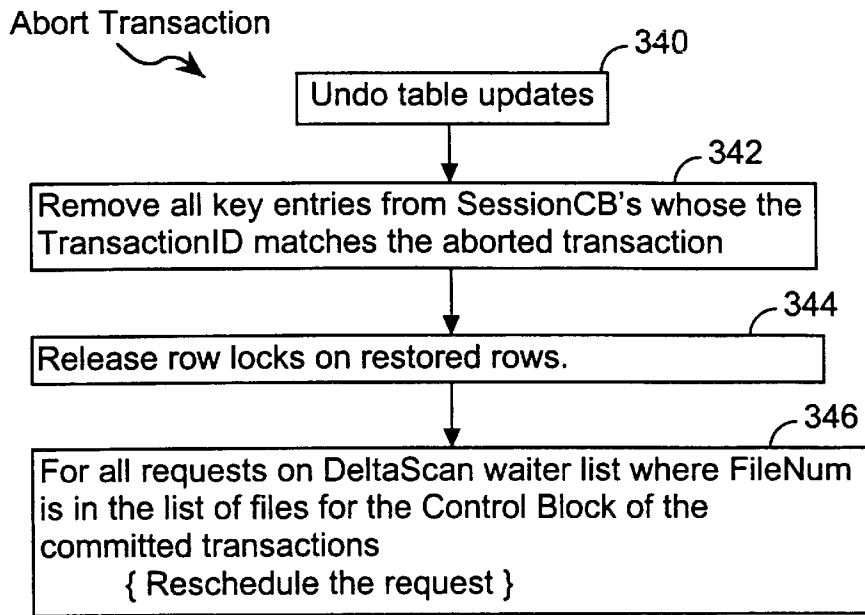 Abort Transaction
340
Undo table updates
342
Remove all key entries from SessionCB's whose the
TransactionID matches the aborted transaction
344
Release row locks on restored rows.
346
For all requests on DeltaScan waiter list where FileNum
is in the list of files for the Control Block of the
committed transactions
{ Reschedule the request }